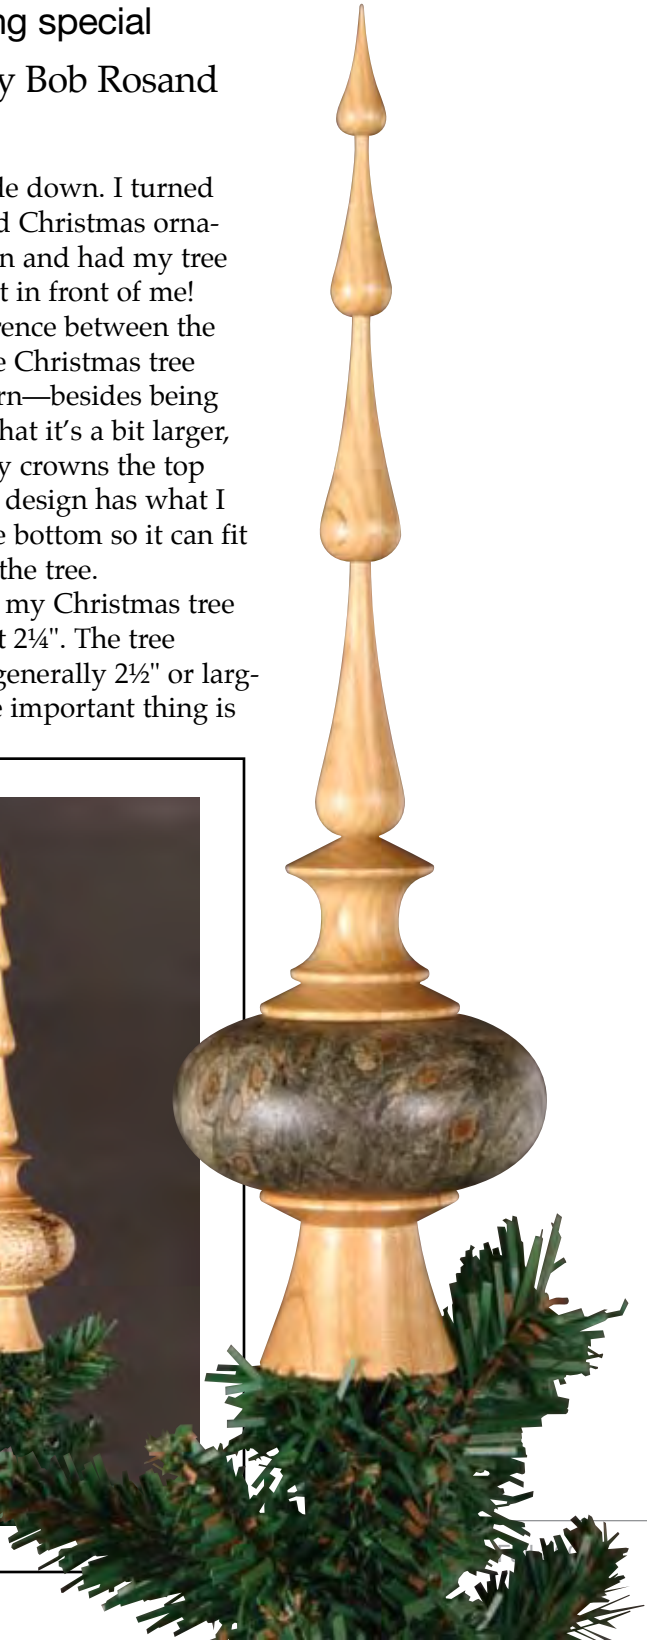 ng special
y Bob Rosand
le down. I turned
d Christmas orna-
n and had my tree
t in front of me!
rence between the
e Christmas tree
rn—besides being
hat it's a bit larger,
y crowns the top
design has what I
e bottom so it can fit
the tree.
my Christmas tree
t 2¼". The tree
generally 2½" or larg-
e important thing is